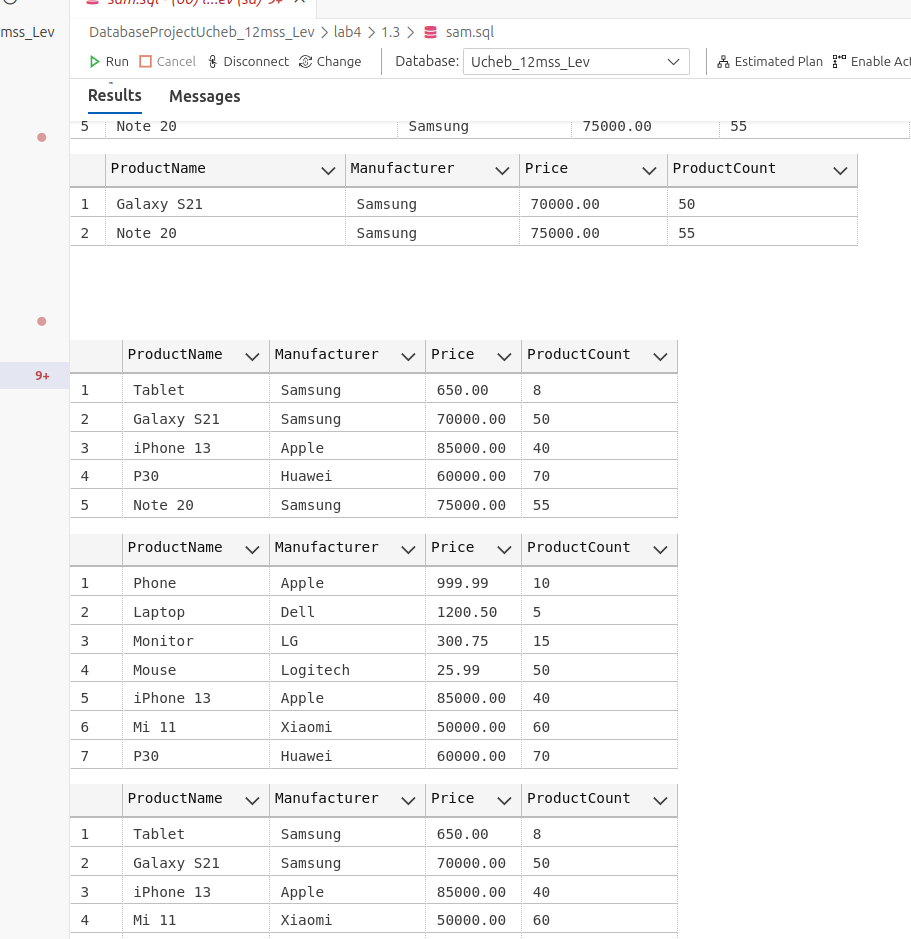 sam.sql - (66) l...ev (sa) 9+
mss_Lev
DatabaseProjectUcheb_12mss_Lev > lab4 > 1.3 > sam.sql
Run Cancel Disconnect Change Database: Ucheb_12mss_Lev Estimated Plan Enable Act
Results Messages
5 Note 20 Samsung 75000.00 55
ProductName Manufacturer Price ProductCount
1 Galaxy S21 Samsung 70000.00 50
2 Note 20 Samsung 75000.00 55
ProductName Manufacturer Price ProductCount
9+
1 Tablet Samsung 650.00 8
2 Galaxy S21 Samsung 70000.00 50
3 iPhone 13 Apple 85000.00 40
4 P30 Huawei 60000.00 70
5 Note 20 Samsung 75000.00 55
ProductName Manufacturer Price ProductCount
1 Phone Apple 999.99 10
2 Laptop Dell 1200.50 5
3 Monitor LG 300.75 15
4 Mouse Logitech 25.99 50
5 iPhone 13 Apple 85000.00 40
6 Mi 11 Xiaomi 50000.00 60
7 P30 Huawei 60000.00 70
ProductName Manufacturer Price ProductCount
1 Tablet Samsung 650.00 8
2 Galaxy S21 Samsung 70000.00 50
3 iPhone 13 Apple 85000.00 40
4 Mi 11 Xiaomi 50000.00 60